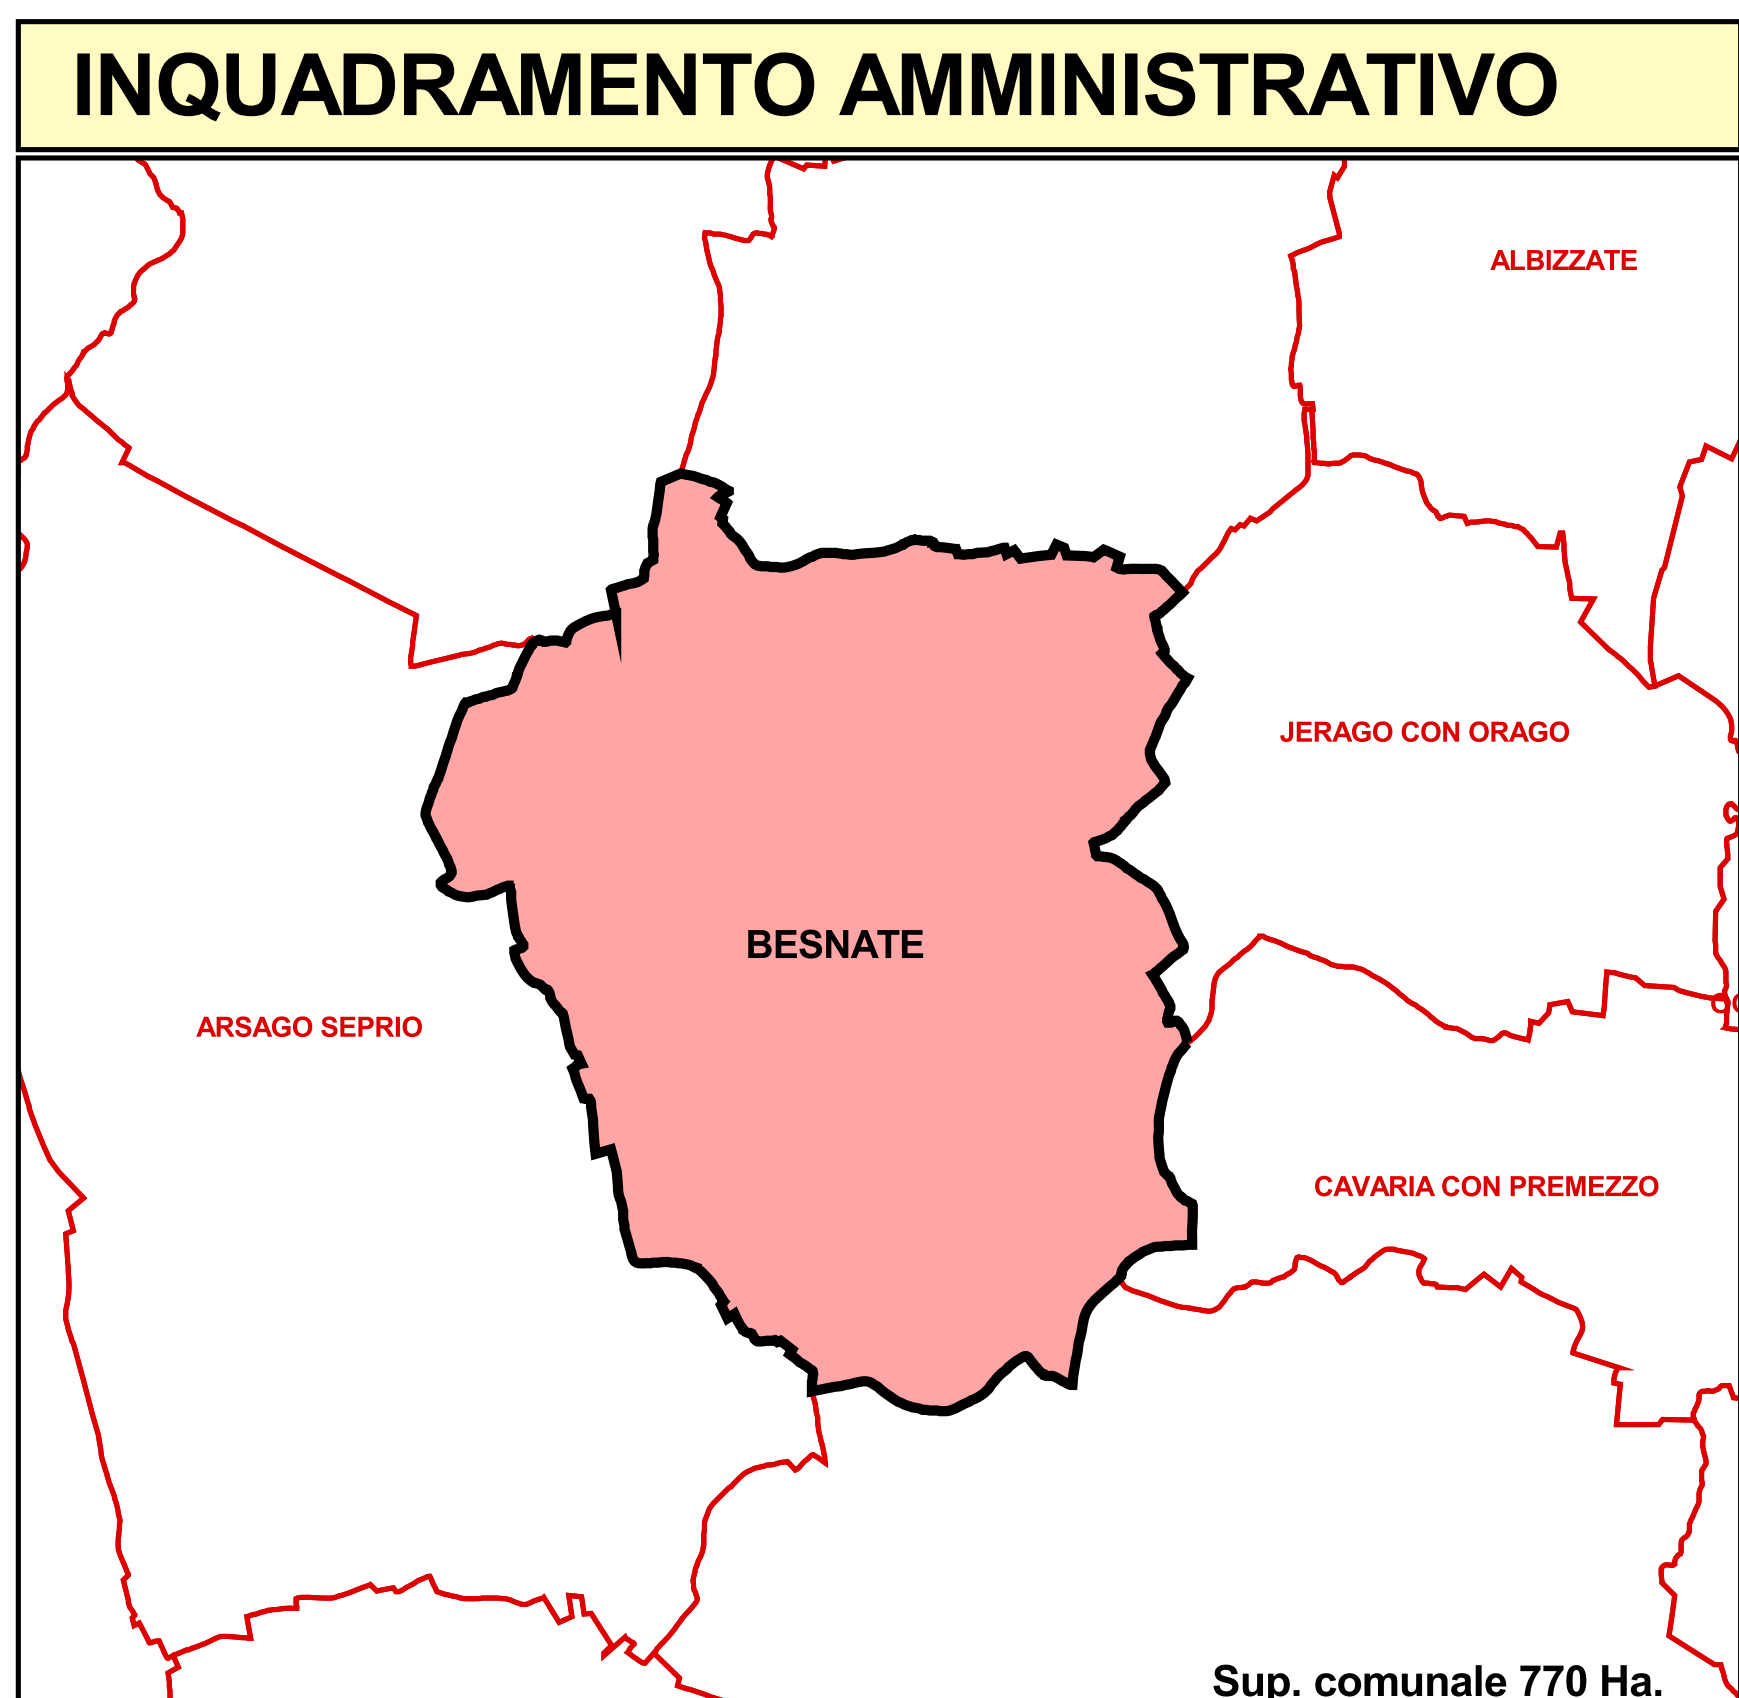 INQUADRAMENTO AMMINISTRATIVO
ALBIZZATE
JERAGO CON ORAGO
BESNATE
ARSAGO SEPRIO
CAVARIA CON PREMEZZO
Sup. comunale 770 Ha.